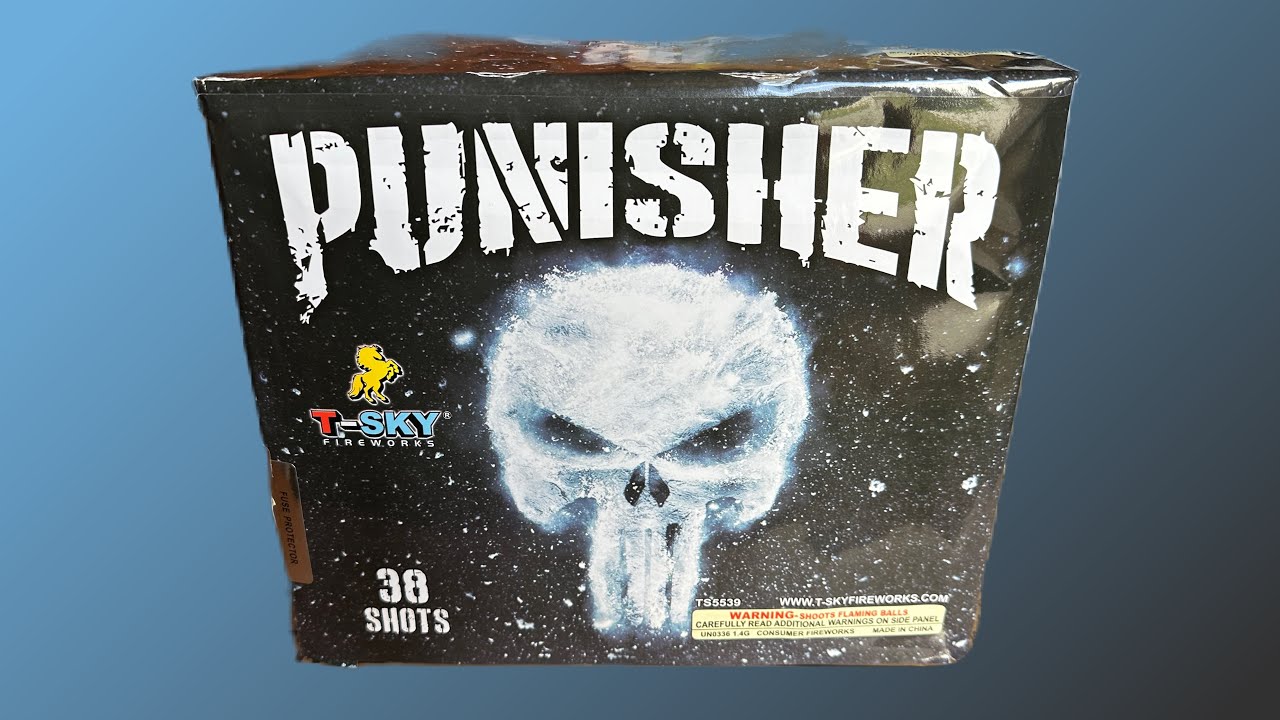 PUNISHER
T-SKY®
FIREWORKS
FUSE PROTECTOR
38
SHOTS
TS5539 WWW.T-SKYFIREWORKS.COM
WARNING-SHOOTS FLAMING BALLS
CAREFULLY READ ADDITIONAL WARNINGS ON SIDE PANEL
UN0336 1.4G CONSUMER FIREWORKS MADE IN CHINA